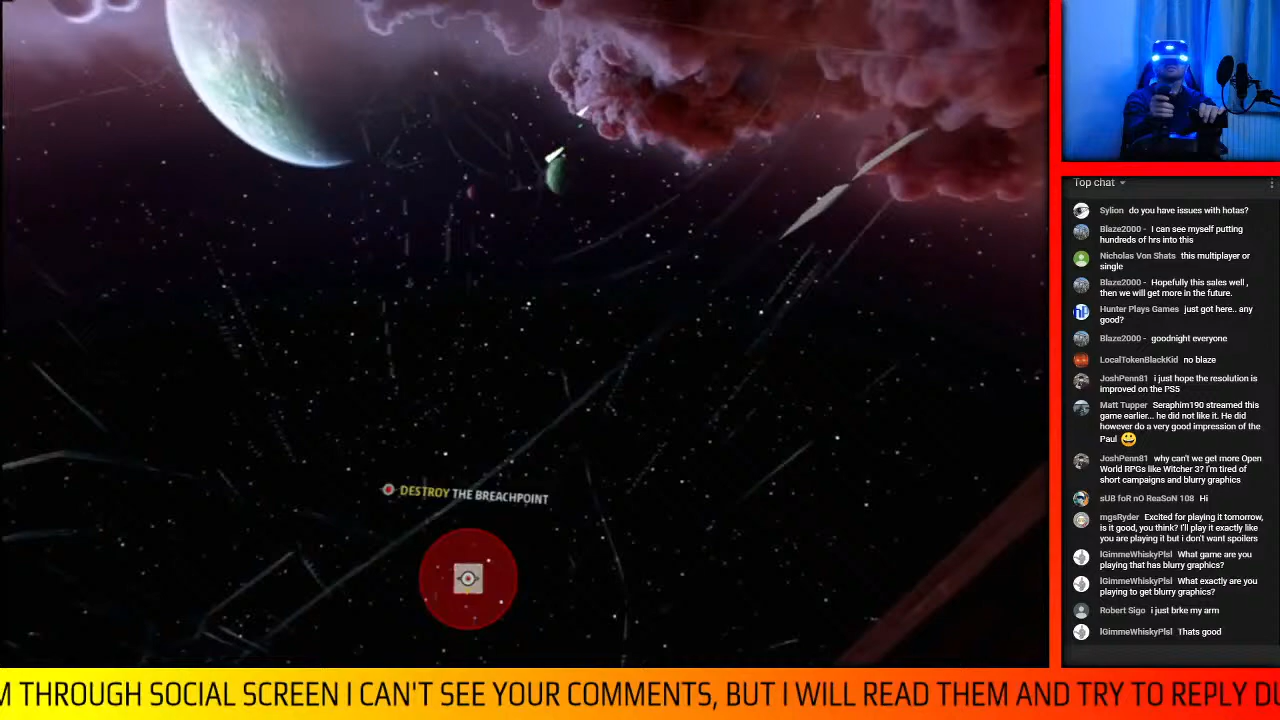 DESTROY THE BREACHPOINT
Top chat
Sylion do you have issues with hotas?
Blaze2000 - I can see myself putting
hundreds of hrs into this
Nicholas Von Shats this multiplayer or
single
Blaze2000 - Hopefully this sales well ,
then we will get more in the future.
Hunter Plays Games just got here.. any
good?
Blaze2000 - goodnight everyone
LocalTokenBlackKid no blaze
JoshPenn81 i just hope the resolution is
improved on the PS5
Matt Tupper Seraphim190 streamed this
game earlier... he did not like it. He did
however do a very good impression of the
Paul 😀
JoshPenn81 why can't we get more Open
World RPGs like Witcher 3? I'm tired of
short campaigns and blurry graphics
sUB foR nO ReaSoN 108 Hi
mgsRyder Excited for playing it tomorrow,
is it good, you think? I'll play it exactly like
you are playing it but i don't want spoilers
IGimmeWhiskyPlsI What game are you
playing that has blurry graphics?
IGimmeWhiskyPlsI What exactly are you
playing to get blurry graphics?
Robert Sigo i just brke my arm
IGimmeWhiskyPlsI Thats good
M THROUGH SOCIAL SCREEN I CAN'T SEE YOUR COMMENTS, BUT I WILL READ THEM AND TRY TO REPLY DU